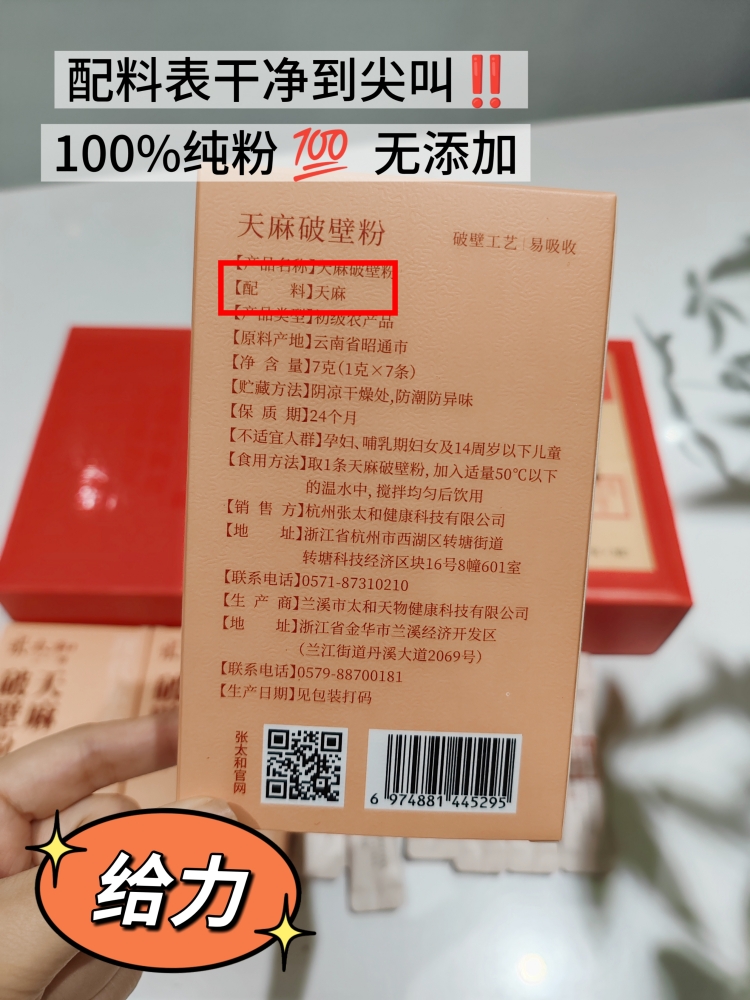 配料表干净到尖叫‼️
100%纯粉 💯 无添加
天麻破壁粉
破壁工艺|易吸收
【产品名称】天麻破壁粉
【配 料】天麻
【产品类型】初级农产品
【原料产地】云南省昭通市
【净 含 量】7克(1克×7条)
【贮藏方法】阴凉干燥处,防潮防异味
【保 质 期】24个月
【不适宜人群】孕妇、哺乳期妇女及14周岁以下儿童
【食用方法】取1条天麻破壁粉,加入适量50℃以下
的温水中,搅拌均匀后饮用
【销 售 方】杭州张太和健康科技有限公司
【地 址】浙江省杭州市西湖区转塘街道
转塘科技经济区块16号8幢601室
【联系电话】0571-87310210
【生 产 商】兰溪市太和天物健康科技有限公司
【地 址】浙江省金华市兰溪经济开发区
(兰江街道丹溪大道2069号)
【联系电话】0579-88700181
【生产日期】见包装打码
张太和官网
6 974881 445295
天麻
破壁
给力